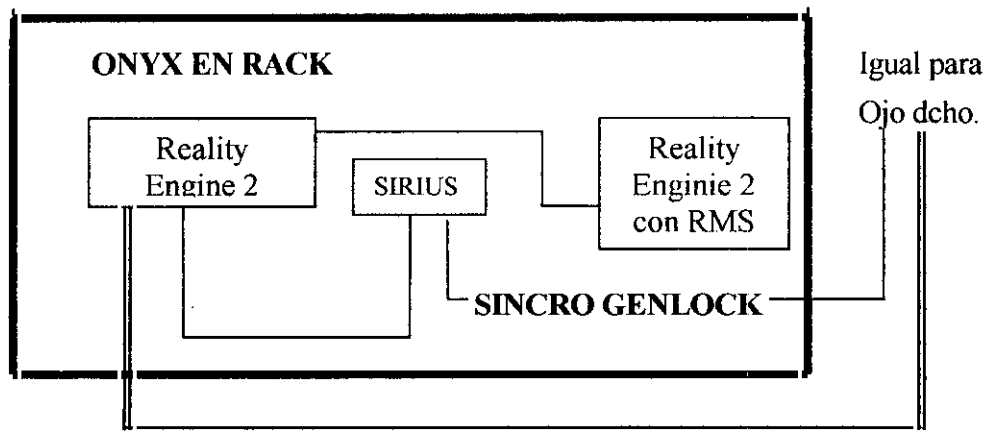 ONYX EN RACK
Igual para
Ojo dcho.
Reality
Engine 2
SIRIUS
Reality
Enginie 2
con RMS
SINCRO GENLOCK